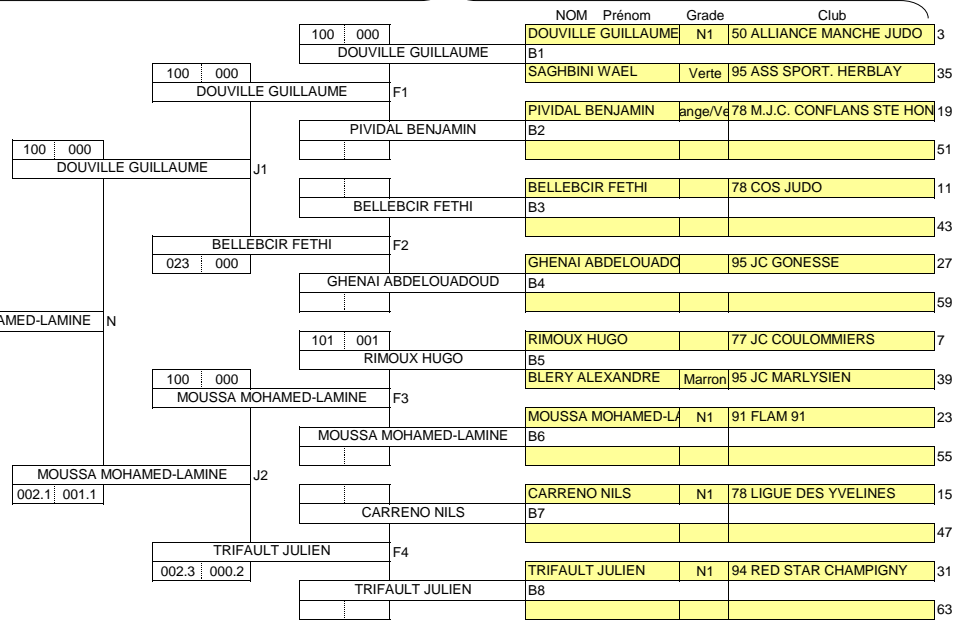 NOM Prénom Grade Club
100 000 DOUVILLE GUILLAUME N1 50 ALLIANCE MANCHE JUDO 3
DOUVILLE GUILLAUME B1
100 000 SAGHBINI WAEL Verte 95 ASS SPORT. HERBLAY 35
DOUVILLE GUILLAUME F1
PIVIDAL BENJAMIN ange/Ve 78 M.J.C. CONFLANS STE HON 19
PIVIDAL BENJAMIN B2
100 000 51
DOUVILLE GUILLAUME J1
BELLEBCIR FETHI 78 COS JUDO 11
BELLEBCIR FETHI B3
43
BELLEBCIR FETHI F2
023 000 GHENAI ABDELOUADO 95 JC GONESSE 27
GHENAI ABDELOUADOUD B4
59
AMED-LAMINE N
101 001 RIMOUX HUGO 77 JC COULOMMIERS 7
RIMOUX HUGO B5
100 000 BLERY ALEXANDRE Marron 95 JC MARLYSIEN 39
MOUSSA MOHAMED-LAMINE F3
MOUSSA MOHAMED-LA N1 91 FLAM 91 23
MOUSSA MOHAMED-LAMINE B6
55
MOUSSA MOHAMED-LAMINE J2
002.1 001.1 CARRENO NILS N1 78 LIGUE DES YVELINES 15
CARRENO NILS B7
47
TRIFAULT JULIEN F4
002.3 000.2 TRIFAULT JULIEN N1 94 RED STAR CHAMPIGNY 31
TRIFAULT JULIEN B8
63